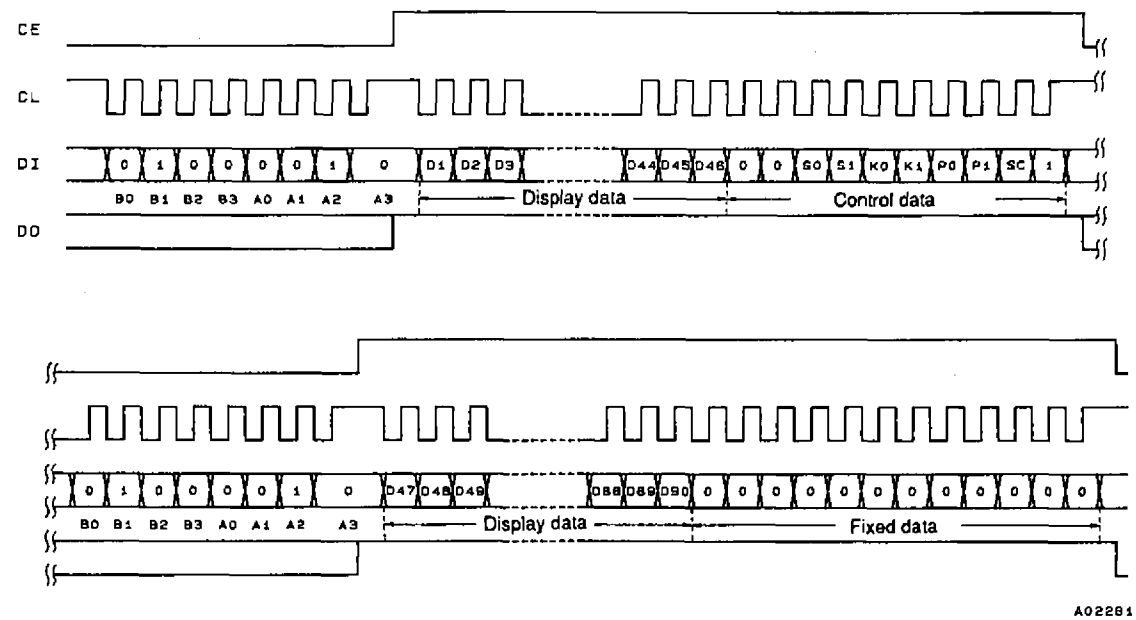 CE
CL
DI 0 1 0 0 0 0 1 0 D1 D2 D3 D44 D45 D46 0 0 S0 S1 K0 K1 P0 P1 SC 1
B0 B1 B2 B3 A0 A1 A2 A3 Display data Control data
DO
0 1 0 0 0 0 1 0 D47 D48 D49 D88 D89 D90 0 0 0 0 0 0 0 0 0 0 0 0
B0 B1 B2 B3 A0 A1 A2 A3 Display data Fixed data
A02281